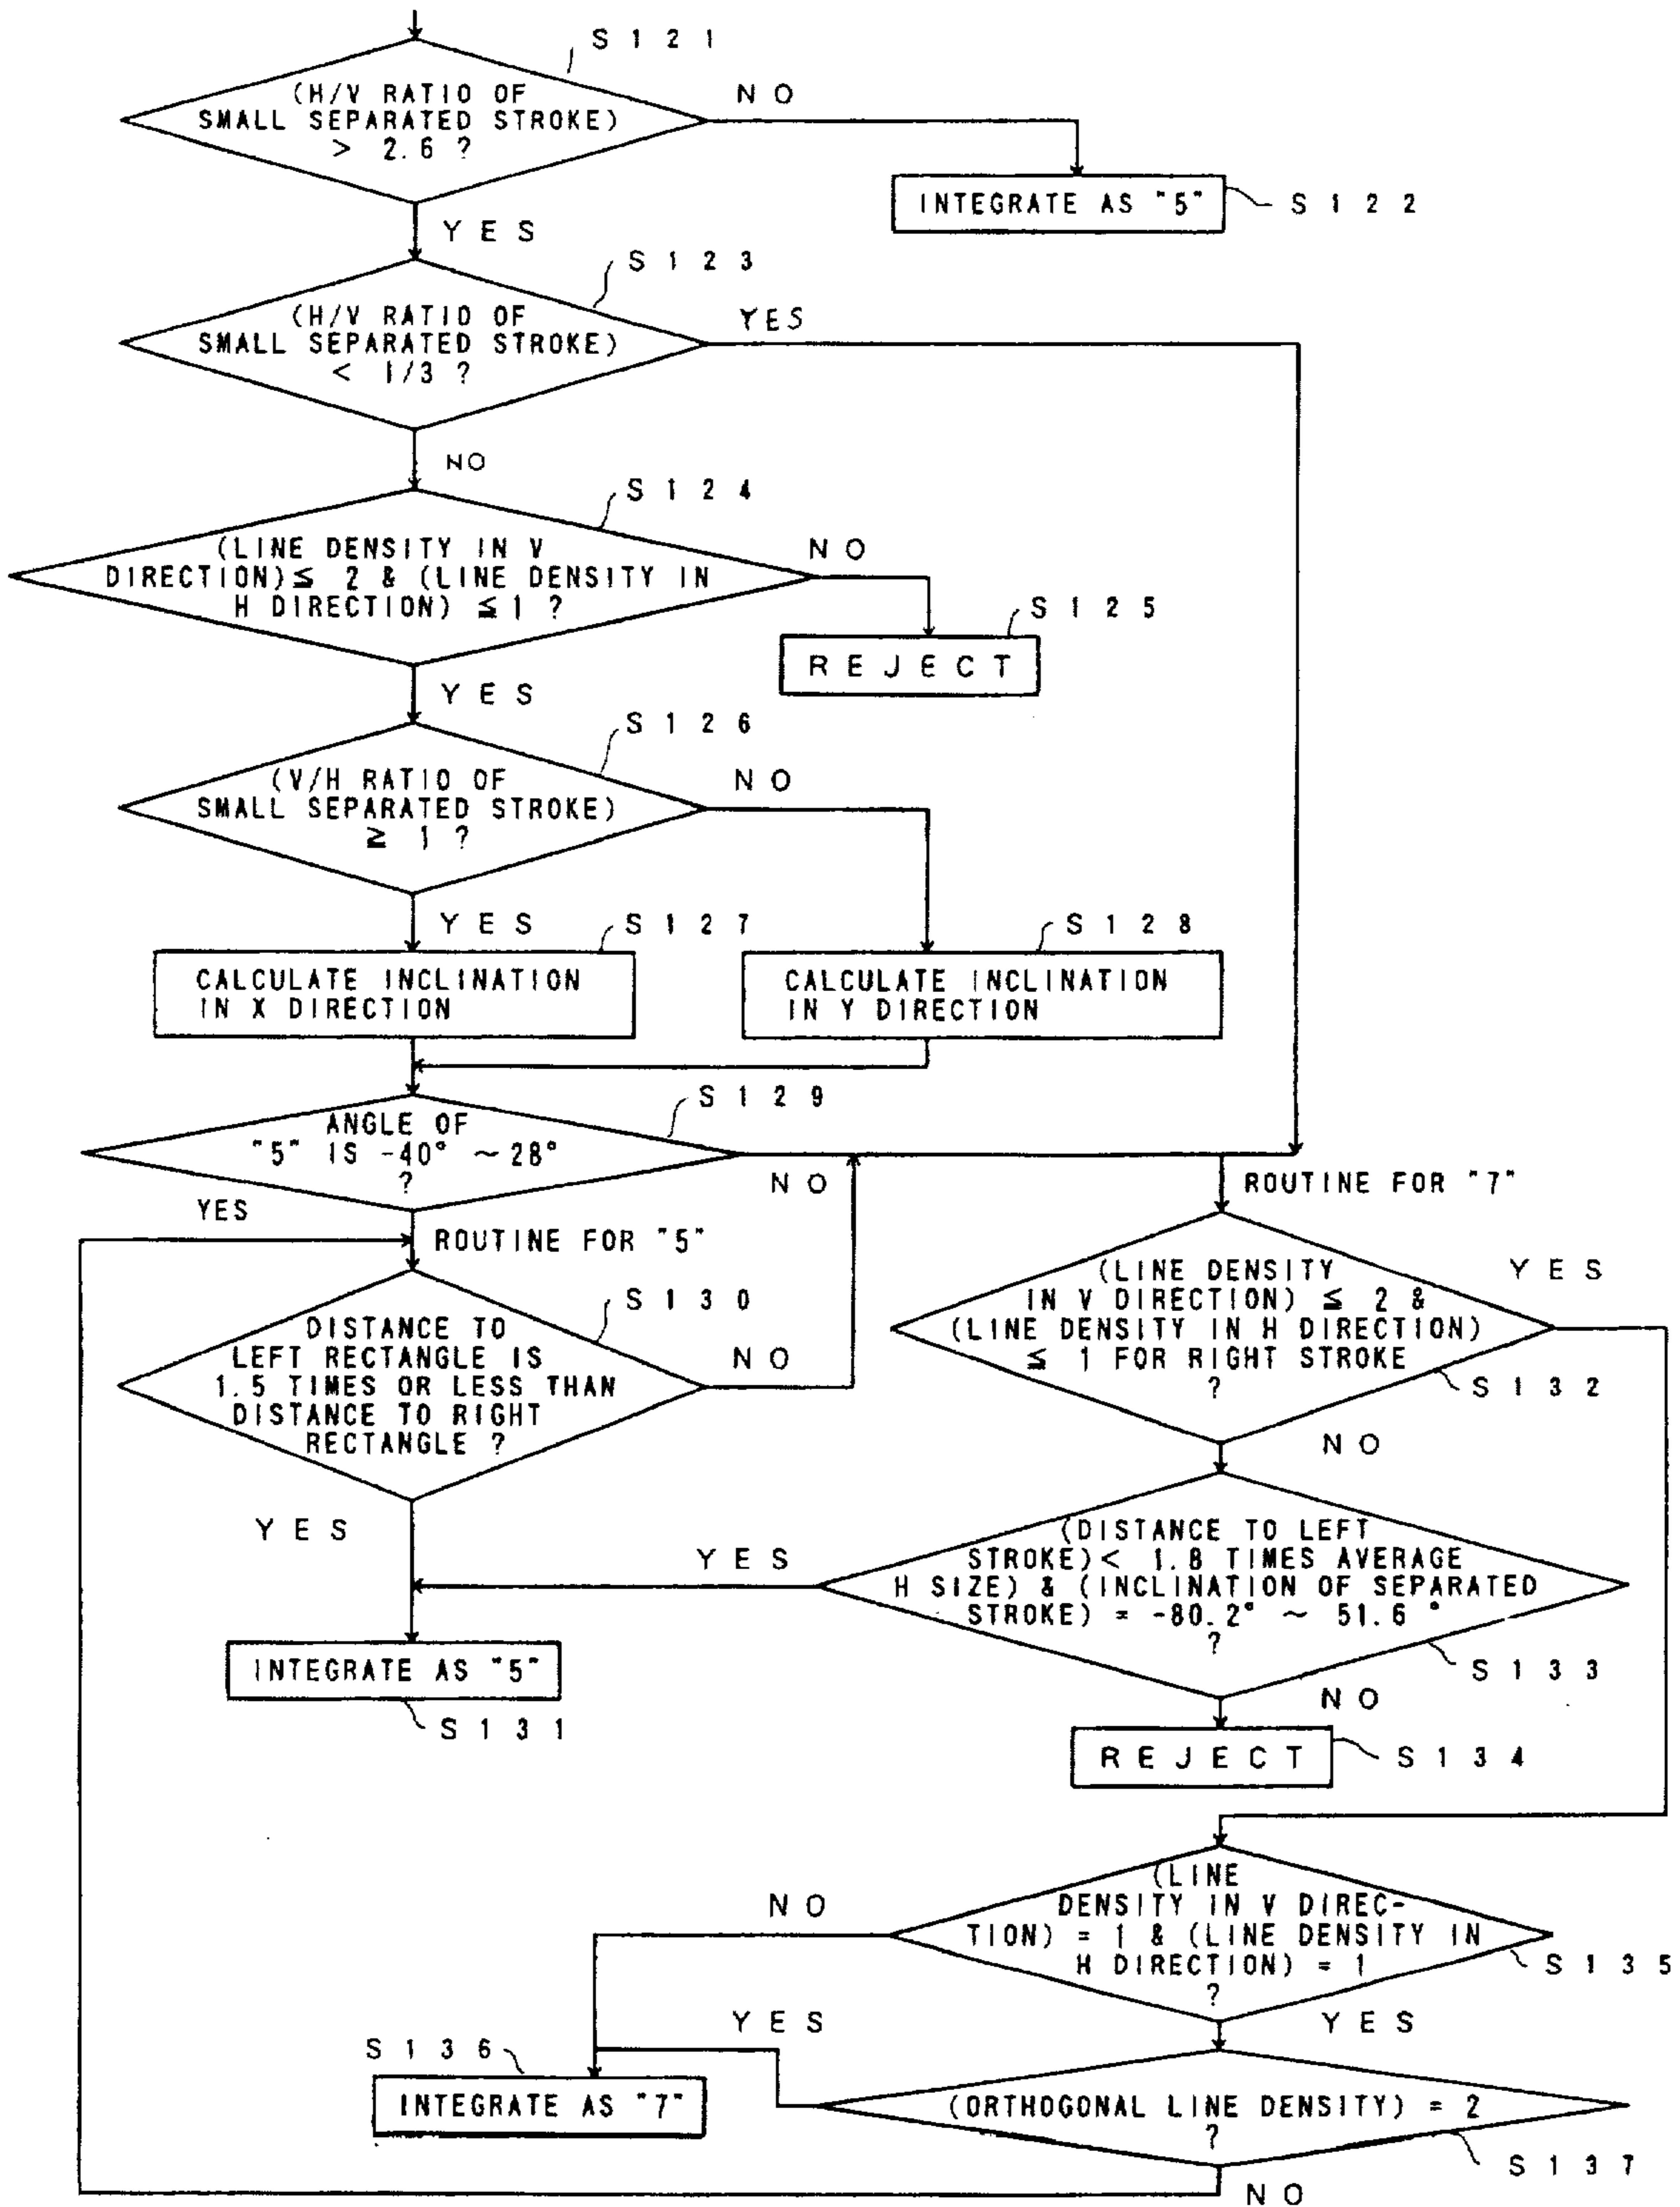 S121
(H/V RATIO OF
SMALL SEPARATED STROKE)
> 2.6 ?
NO
INTEGRATE AS "5"
S122
YES
S123
(H/V RATIO OF
SMALL SEPARATED STROKE)
< 1/3 ?
YES
NO
S124
(LINE DENSITY IN V
DIRECTION)≦ 2 & (LINE DENSITY IN
H DIRECTION) ≦1 ?
NO
S125
REJECT
YES
S126
(V/H RATIO OF
SMALL SEPARATED STROKE)
≧ 1 ?
NO
YES
S127
S128
CALCULATE INCLINATION
IN X DIRECTION
CALCULATE INCLINATION
IN Y DIRECTION
S129
ANGLE OF
"5" IS -40° ~28°
?
NO
YES
ROUTINE FOR "7"
ROUTINE FOR "5"
S130
DISTANCE TO
LEFT RECTANGLE IS
1.5 TIMES OR LESS THAN
DISTANCE TO RIGHT
RECTANGLE ?
NO
YES
(LINE DENSITY
IN V DIRECTION) ≦ 2 &
(LINE DENSITY IN H DIRECTION)
≦ 1 FOR RIGHT STROKE
?
YES
S132
NO
(DISTANCE TO LEFT
STROKE)< 1.8 TIMES AVERAGE
H SIZE) & (INCLINATION OF SEPARATED
STROKE) = -80.2° ~ 51.6 °
?
YES
S133
INTEGRATE AS "5"
S131
NO
REJECT
S134
(LINE
DENSITY IN V DIREC-
TION) = 1 & (LINE DENSITY IN
H DIRECTION) = 1
?
NO
S135
YES
YES
S136
INTEGRATE AS "7"
(ORTHOGONAL LINE DENSITY) = 2
?
S137
NO